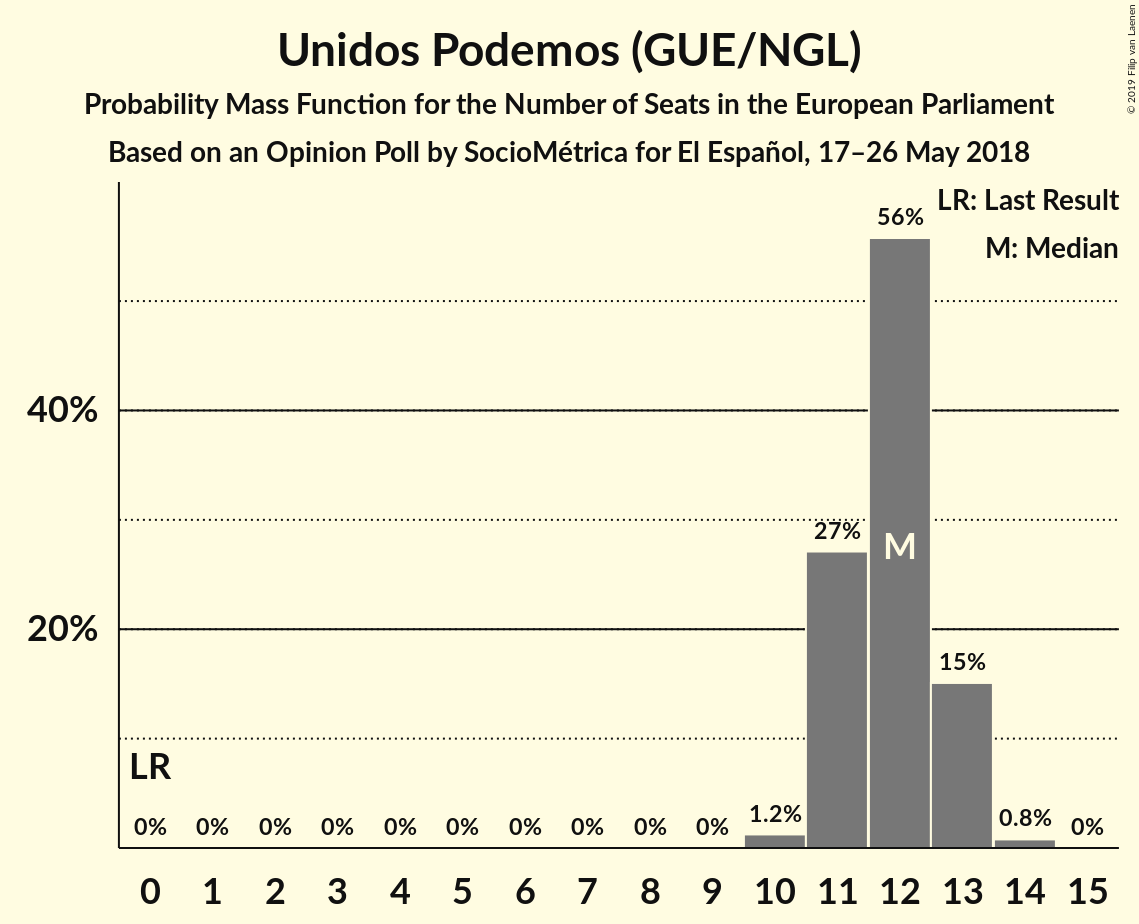 Unidos Podemos (GUE/NGL)
Probability Mass Function for the Number of Seats in the European Parliament
Based on an Opinion Poll by SocioMétrica for El Español, 17–26 May 2018
© 2019 Filip van Laenen
LR: Last Result
M: Median
56%
40%
27%
M
20%
15%
LR
0% 0% 0% 0% 0% 0% 0% 0% 0% 0% 1.2% 0.8% 0%
0 1 2 3 4 5 6 7 8 9 10 11 12 13 14 15